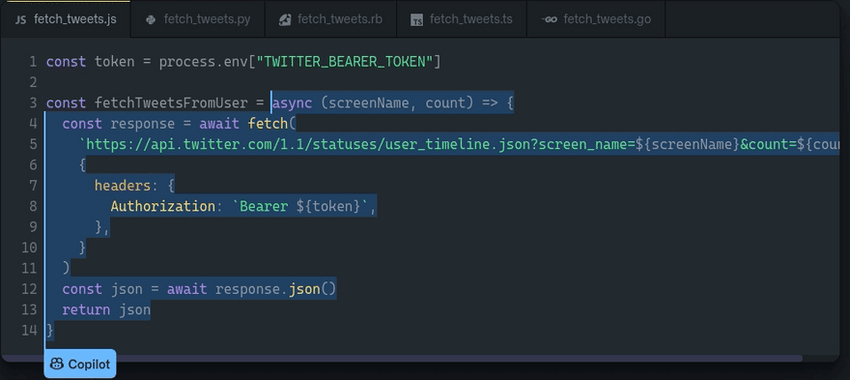 JS fetch_tweets.js fetch_tweets.py fetch_tweets.rb TS fetch_tweets.ts GO fetch_tweets.go
1 const token = process.env["TWITTER_BEARER_TOKEN"]
2
3 const fetchTweetsFromUser = async (screenName, count) => {
4 const response = await fetch(
5 `https://api.twitter.com/1.1/statuses/user_timeline.json?screen_name=${screenName}&count=${cou
6 {
7 headers: {
8 Authorization: `Bearer ${token}`,
9 },
10 }
11 )
12 const json = await response.json()
13 return json
14 }
Copilot